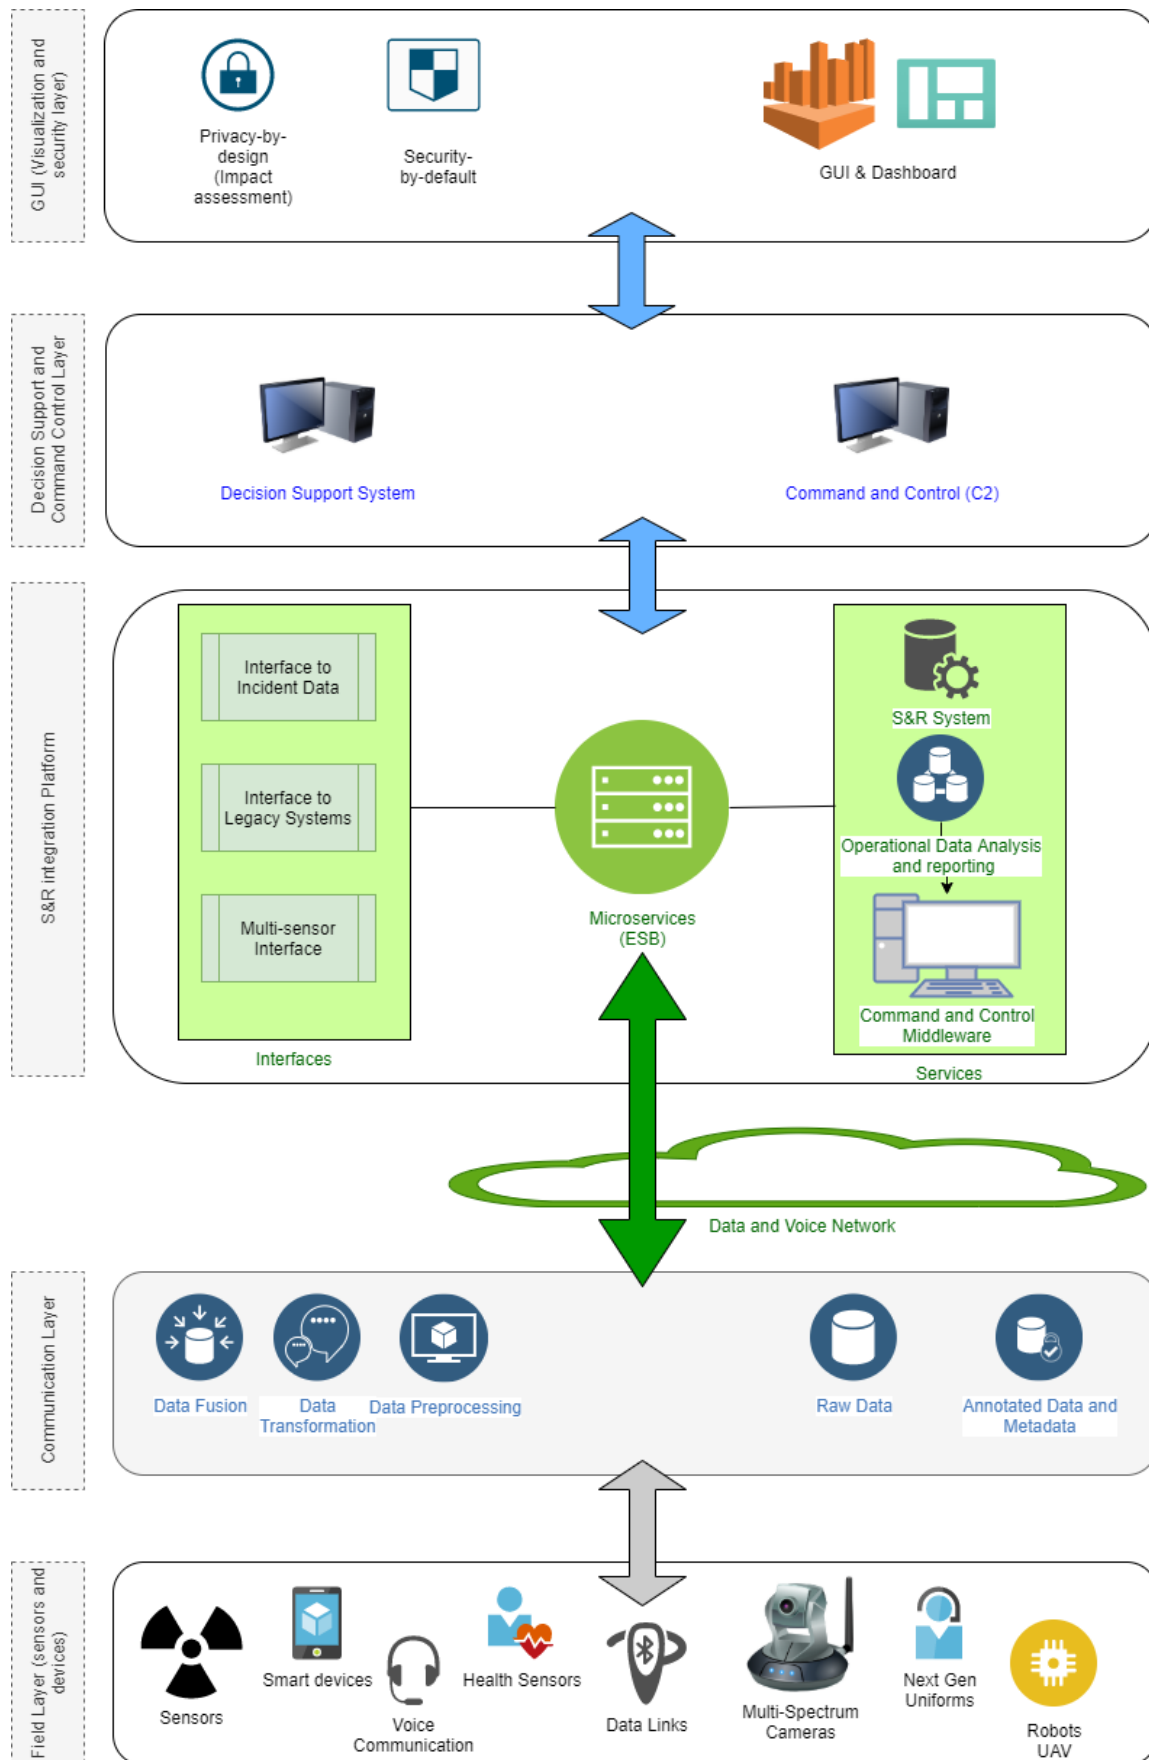 GUI (Visualization and
security layer)
Privacy-by-
design
(Impact
assessment)
Security-
by-default
GUI & Dashboard
Decision Support and
Command Control Layer
Decision Support System
Command and Control (C2)
S&R integration Platform
Interface to
Incident Data
Interface to
Legacy Systems
Multi-sensor
Interface
Interfaces
Microservices
(ESB)
S&R System
Operational Data Analysis
and reporting
Command and Control
Middleware
Services
Data and Voice Network
Communication Layer
Data Fusion
Data
Transformation
Data Preprocessing
Raw Data
Annotated Data and
Metadata
Field Layer (sensors and
devices)
Sensors
Smart devices
Voice
Communication
Health Sensors
Data Links
Multi-Spectrum
Cameras
Next Gen
Uniforms
Robots
UAV